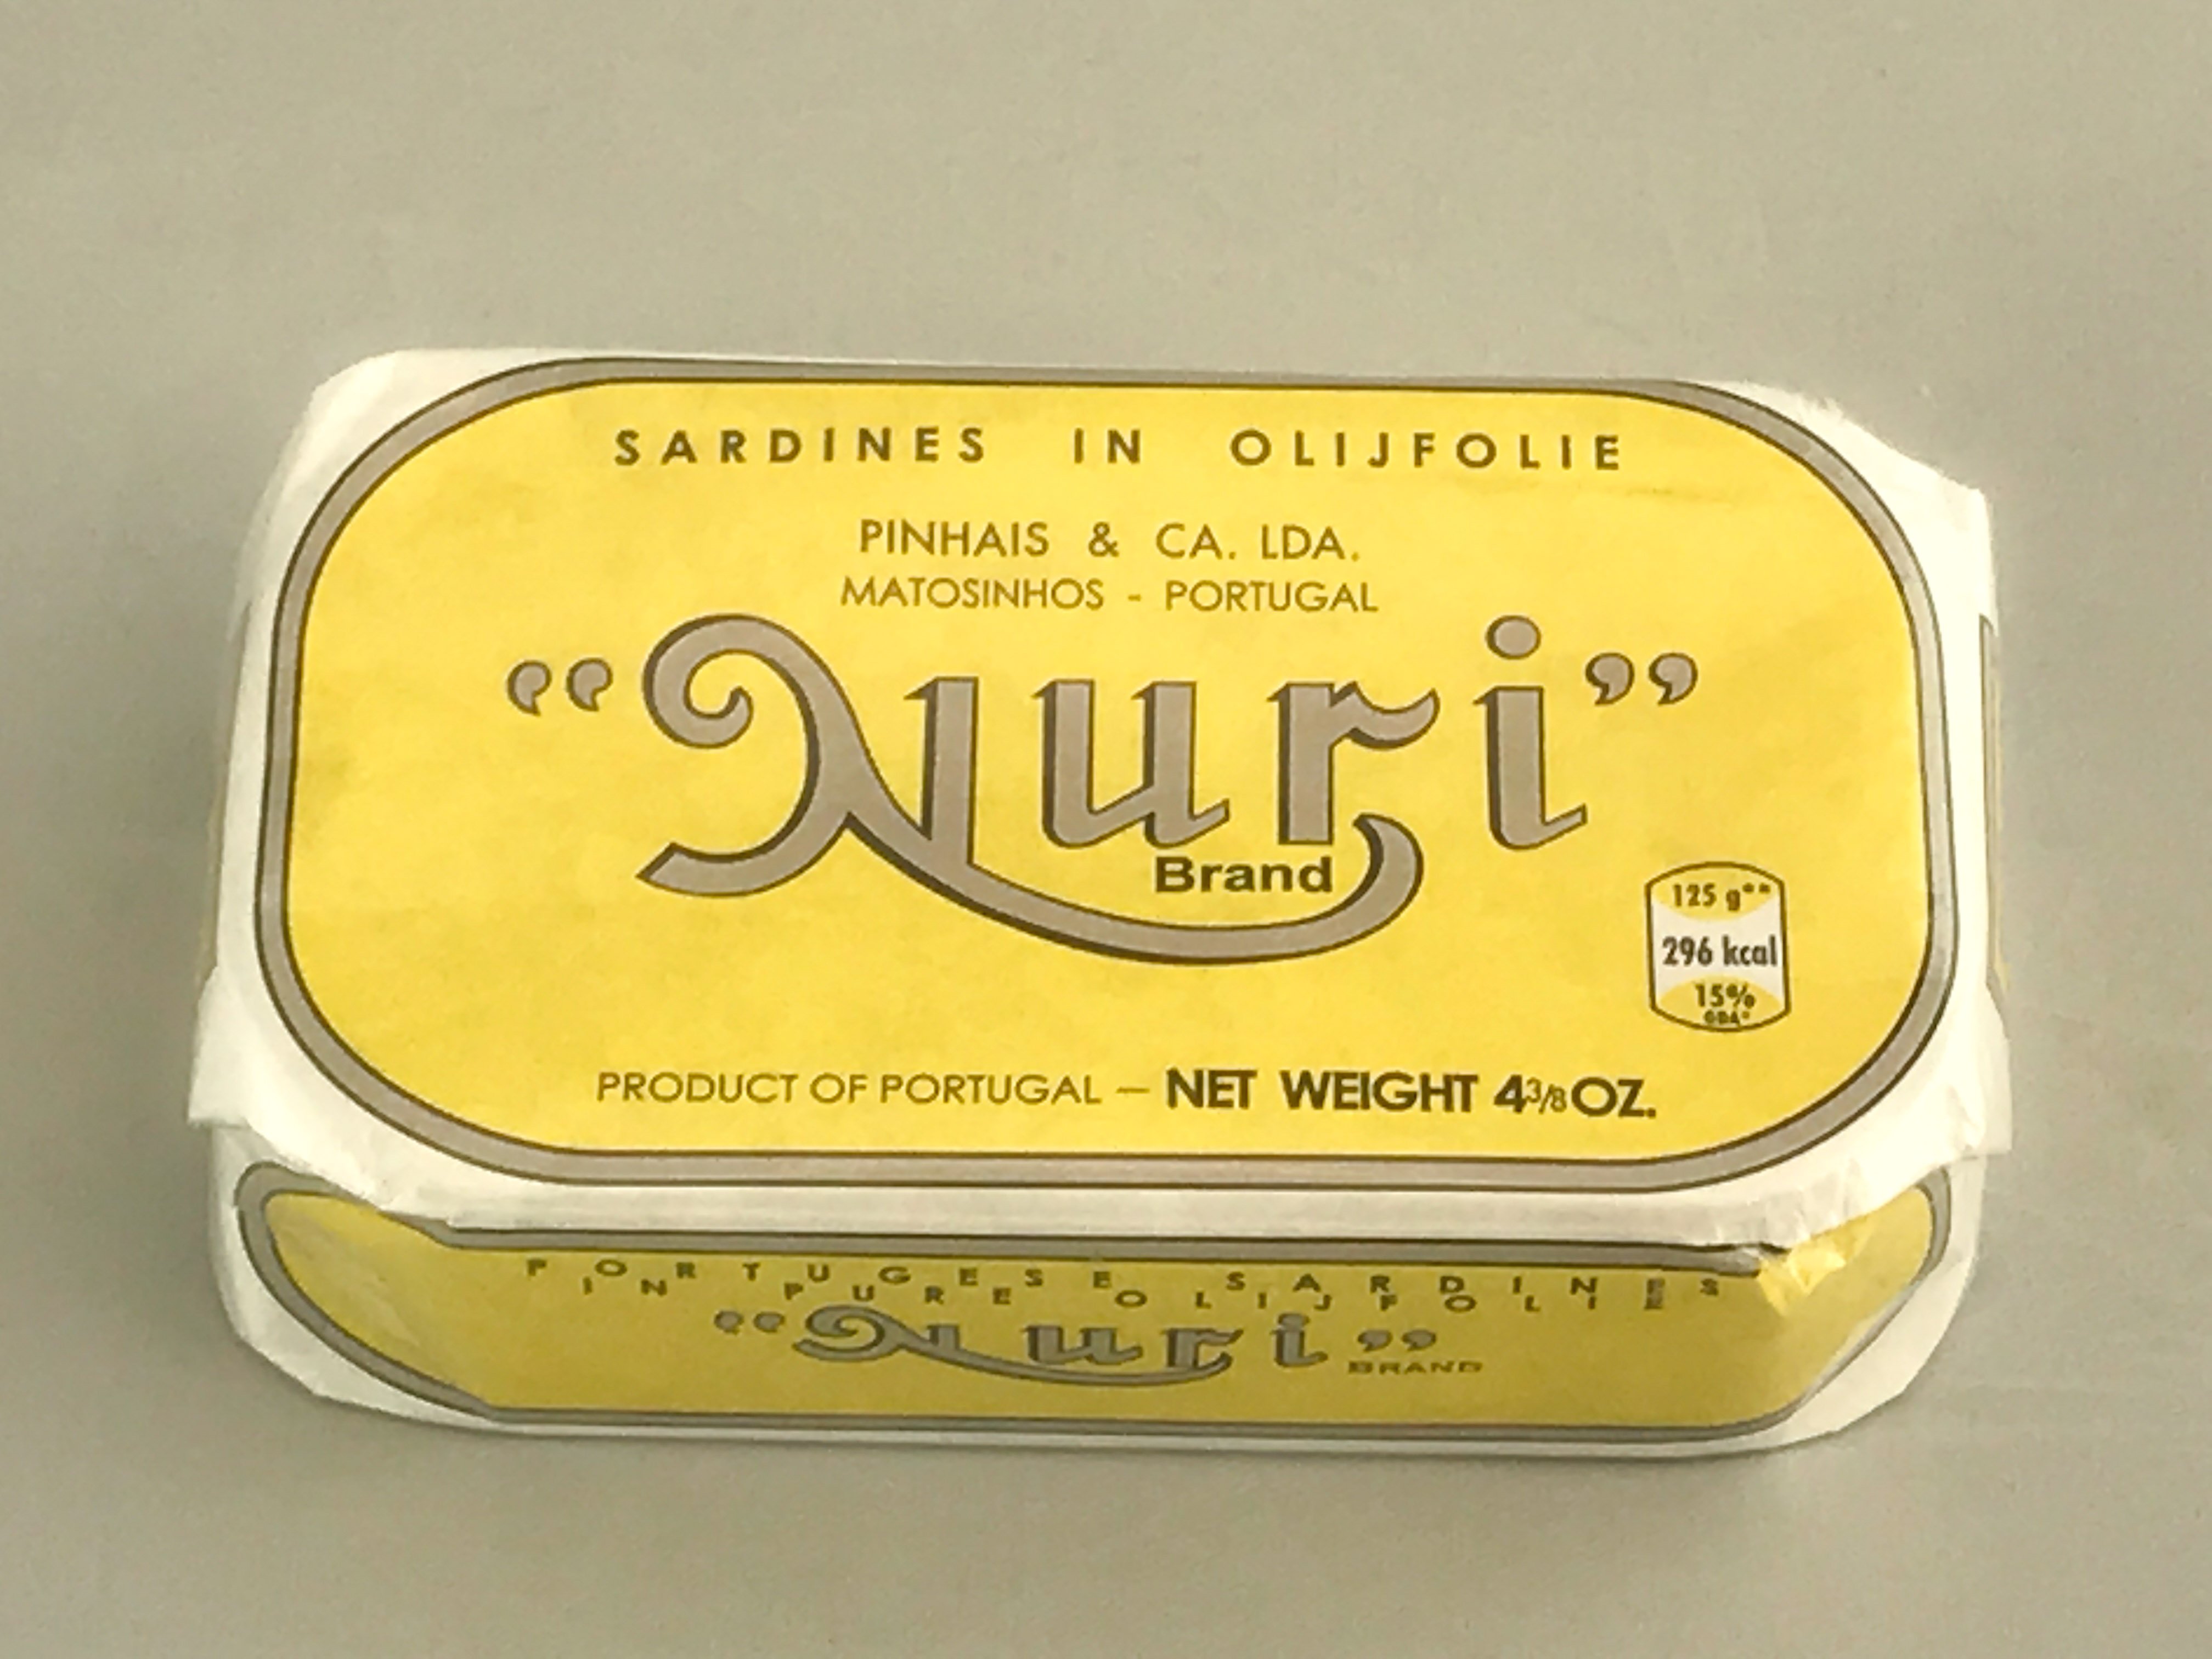 SARDINES IN OLIJFOLIE
PINHAIS & CA. LDA.
MATOSINHOS - PORTUGAL
“Nuri”
Brand
125 g**
296 kcal
15%
GDA*
PRODUCT OF PORTUGAL — NET WEIGHT 4 3/8 OZ.
PORTUGESE SARDINES
IN PURE OLIJFOLIE
“Nuri”
BRAND